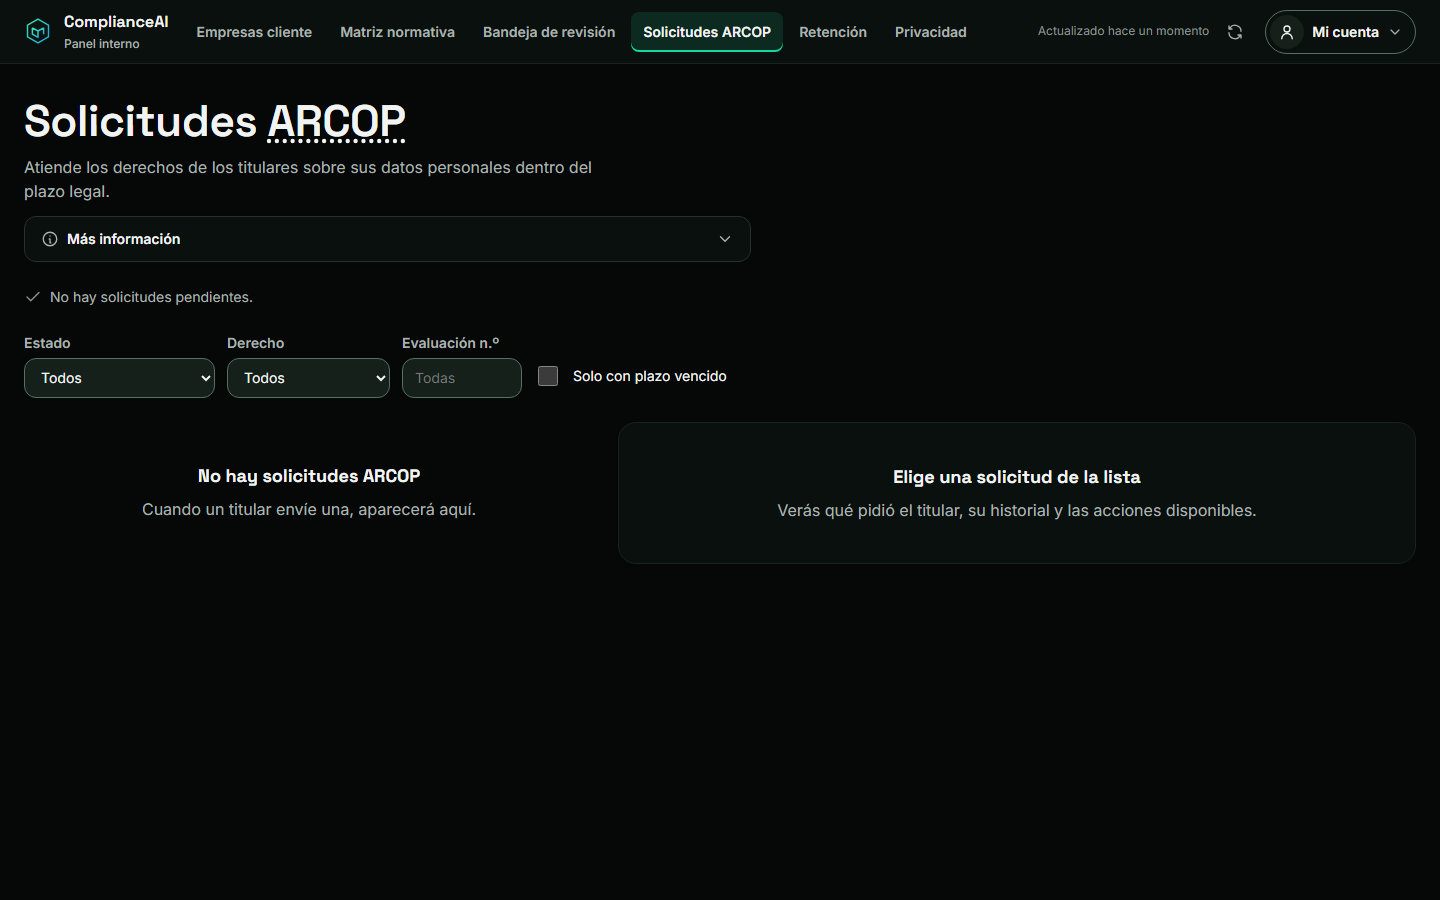 ComplianceAI
Panel interno
Empresas cliente
Matriz normativa
Bandeja de revisión
Solicitudes ARCOP
Retención
Privacidad
Actualizado hace un momento
Mi cuenta
Solicitudes ARCOP
Atiende los derechos de los titulares sobre sus datos personales dentro del
plazo legal.
Más información
No hay solicitudes pendientes.
Estado
Derecho
Evaluación n.º
Todos
Todos
Todas
Solo con plazo vencido
No hay solicitudes ARCOP
Cuando un titular envíe una, aparecerá aquí.
Elige una solicitud de la lista
Verás qué pidió el titular, su historial y las acciones disponibles.